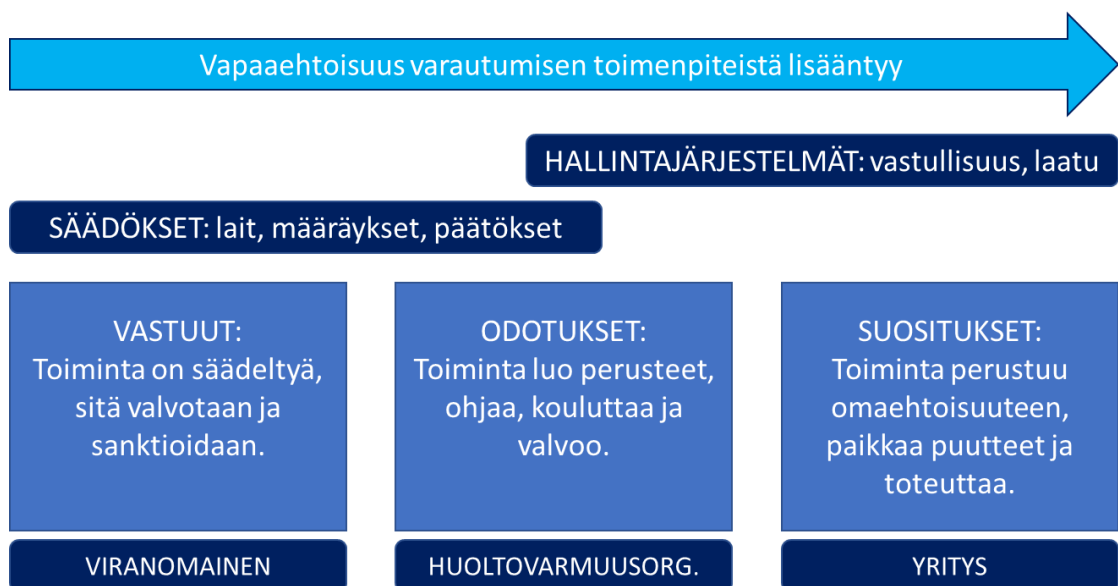 Vapaaehtoisuus varautumisen toimenpiteistä lisääntyy
HALLINTAJÄRJESTELMÄT: vastullisuus, laatu
SÄÄDÖKSET: lait, määräykset, päätökset
VASTUUT:
Toiminta on säädeltyä,
sitä valvotaan ja
sanktioidaan.
VIRANOMAINEN
ODOTUKSET:
Toiminta luo perusteet,
ohjaa, kouluttaa ja
valvoo.
HUOLTOVARMUUSORG.
SUOSITUKSET:
Toiminta perustuu
omaehtoisuuteen,
paikkaa puutteet ja
toteuttaa.
YRITYS